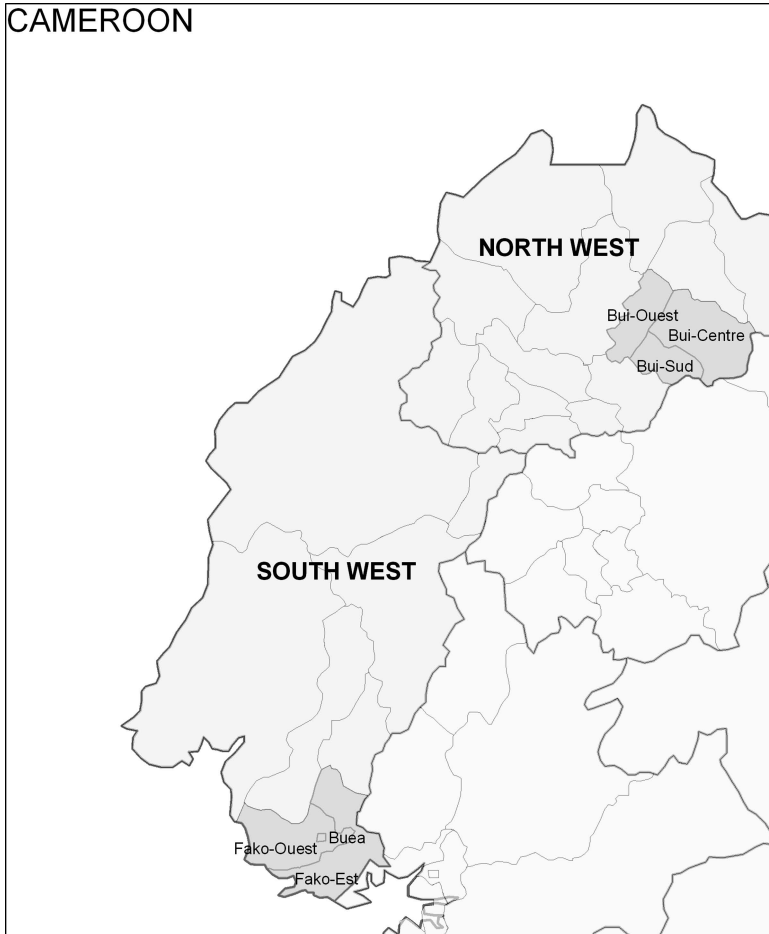 CAMEROON
NORTH WEST
Bui-Ouest
Bui-Centre
Bui-Sud
SOUTH WEST
Buea
Fako-Ouest
Fako-Est